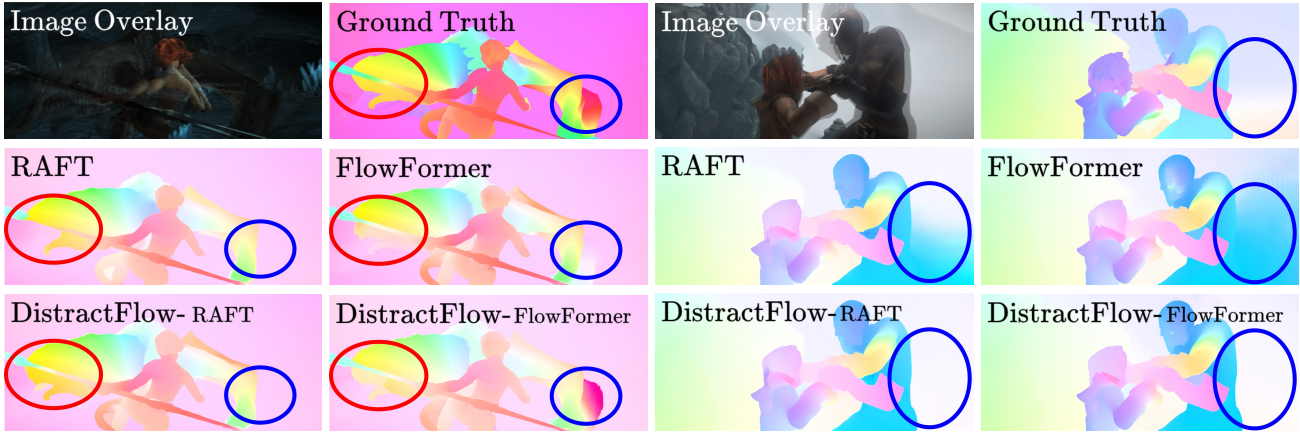 Image Overlay
Ground Truth
Image Overlay
Ground Truth
RAFT
FlowFormer
RAFT
FlowFormer
DistractFlow- RAFT
DistractFlow-FlowFormer
DistractFlow-RAFT
DistractFlow- FlowFormer